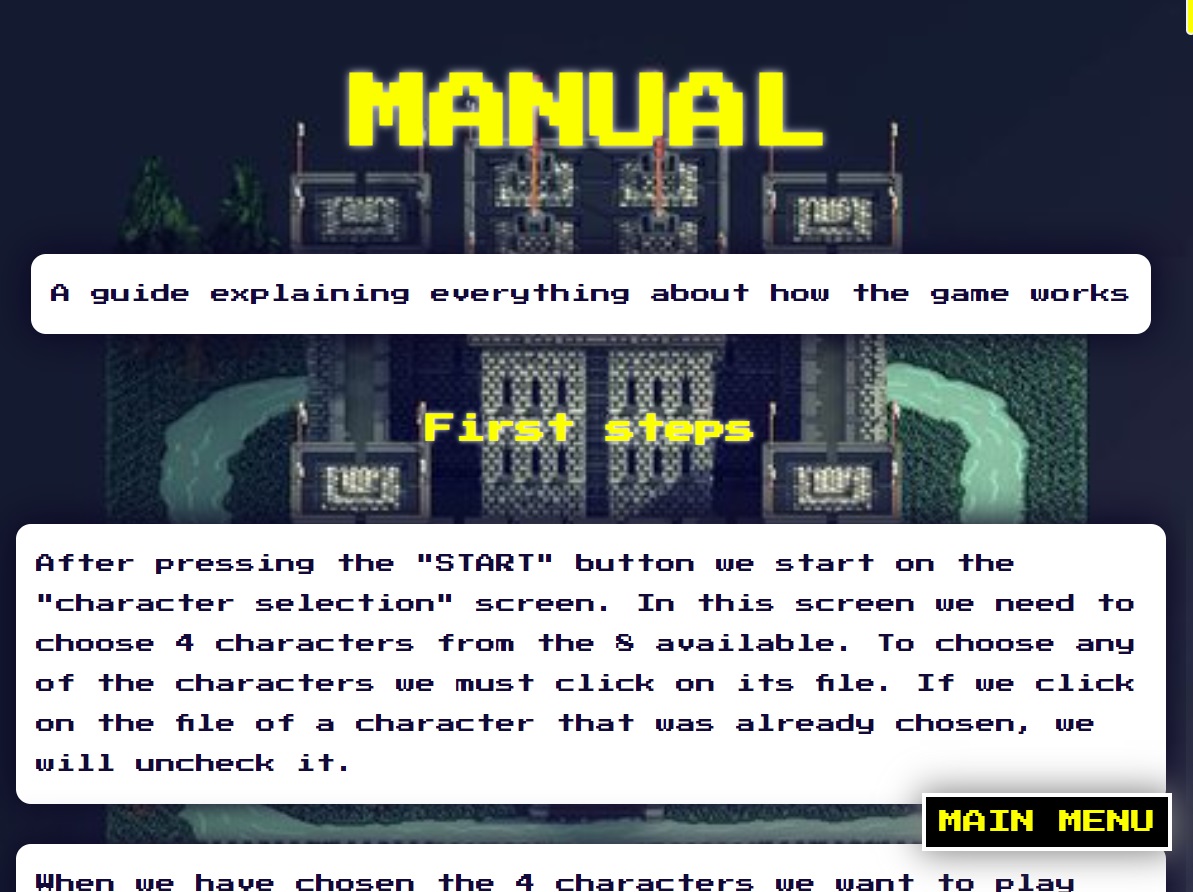 MANUAL
A guide explaining everything about how the game works
First steps
After pressing the "START" button we start on the
"character selection" screen. In this screen we need to
choose 4 characters from the 8 available. To choose any
of the characters we must click on its file. If we click
on the file of a character that was already chosen, we
will uncheck it.
MAIN MENU
When we have chosen the 4 characters we want to play